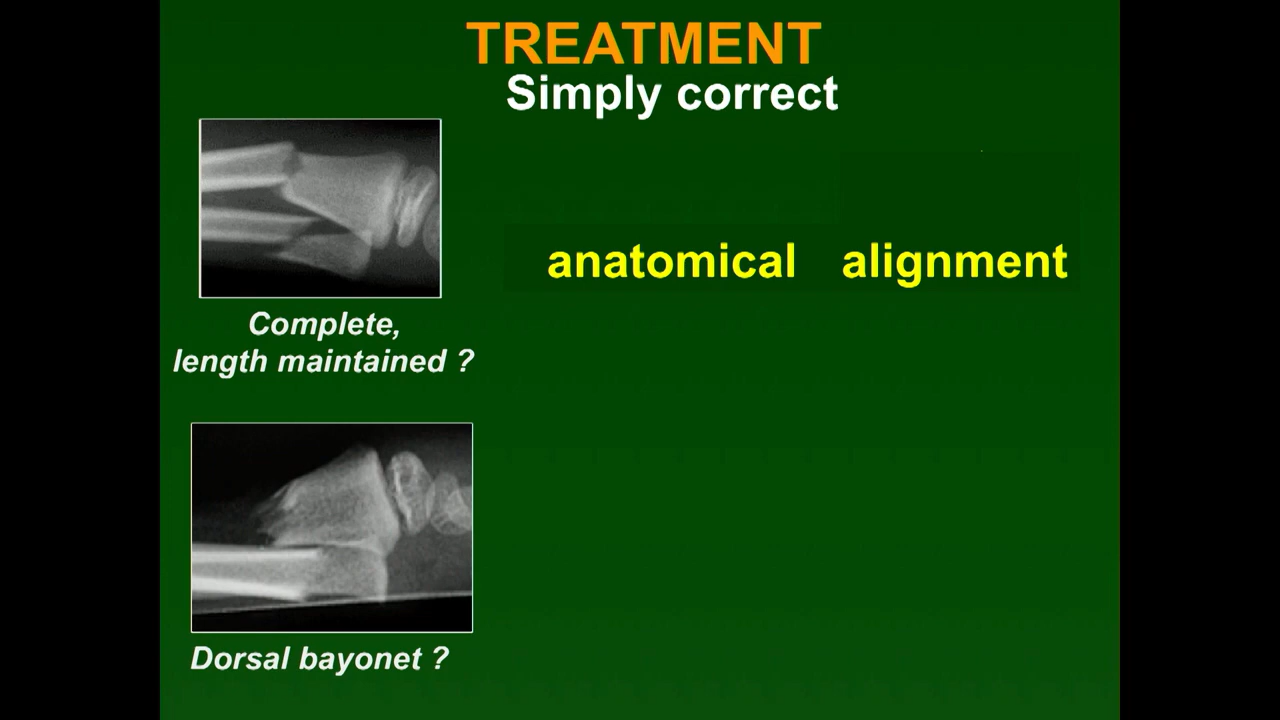 TREATMENT
Simply correct
anatomical alignment
Complete,
length maintained ?
Dorsal bayonet ?